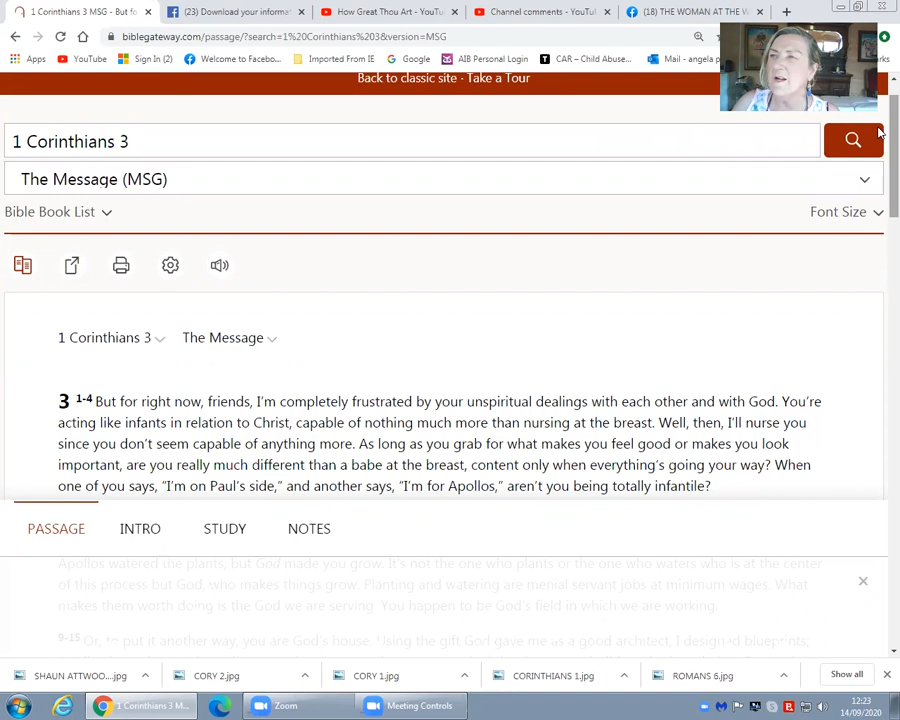 1 Corinthians 3 MSG - But fo
(23) Download your informa
How Great Thou Art - YouTu
Channel comments - YouTub
(18) THE WOMAN AT THE W
biblegateway.com/passage/?search=1%20Corinthians%203&version=MSG
Apps
YouTube
Sign In (2)
Welcome to Facebo...
Imported From IE
Google
AIB Personal Login
CAR – Child Abuse...
Mail - angela p
rks
Back to classic site · Take a Tour
1 Corinthians 3
The Message (MSG)
Bible Book List
Font Size
1 Corinthians 3 The Message
3 1-4 But for right now, friends, I'm completely frustrated by your unspiritual dealings with each other and with God. You're
acting like infants in relation to Christ, capable of nothing much more than nursing at the breast. Well, then, I'll nurse you
since you don't seem capable of anything more. As long as you grab for what makes you feel good or makes you look
important, are you really much different than a babe at the breast, content only when everything's going your way? When
one of you says, "I'm on Paul's side," and another says, "I'm for Apollos," aren't you being totally infantile?
PASSAGE INTRO STUDY NOTES
Apollos watered the plants, but God made you grow. It's not the one who plants or the one who waters who is at the center
of this process but God, who makes things grow. Planting and watering are menial servant jobs at minimum wages. What
makes them worth doing is the God we are serving. You happen to be God's field in which we are working.
9-15 Or, to put it another way, you are God's house. Using the gift God gave me as a good architect, I designed blueprints;
SHAUN ATTWOO....jpg
CORY 2.jpg
CORY 1.jpg
CORINTHIANS 1.jpg
ROMANS 6.jpg
Show all
1 Corinthians 3 M...
Zoom
Meeting Controls
12:23
14/09/2020